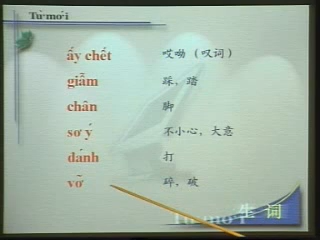 Từ mới
ấy chết 哎呦（叹词）
giẫm 踩，踏
chân 脚
sơ ý 不小心，大意
đánh 打
vỡ 碎，破
生词
Từ mới